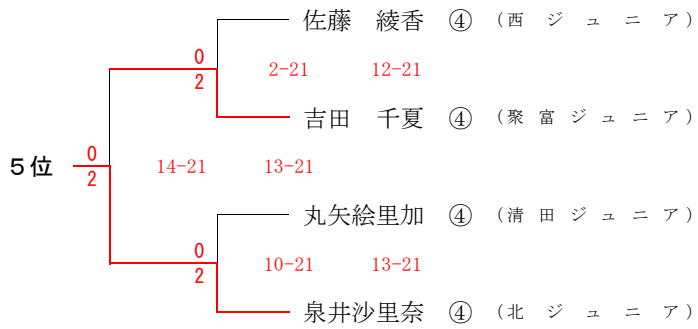 佐藤　綾香 ④ （西ジュニア）
0
2
2-21 12-21
吉田　千夏 ④ （聚富ジュニア）
５位
0
2
14-21 13-21
丸矢絵里加 ④ （清田ジュニア）
0
2
10-21 13-21
泉井沙里奈 ④ （北ジュニア）